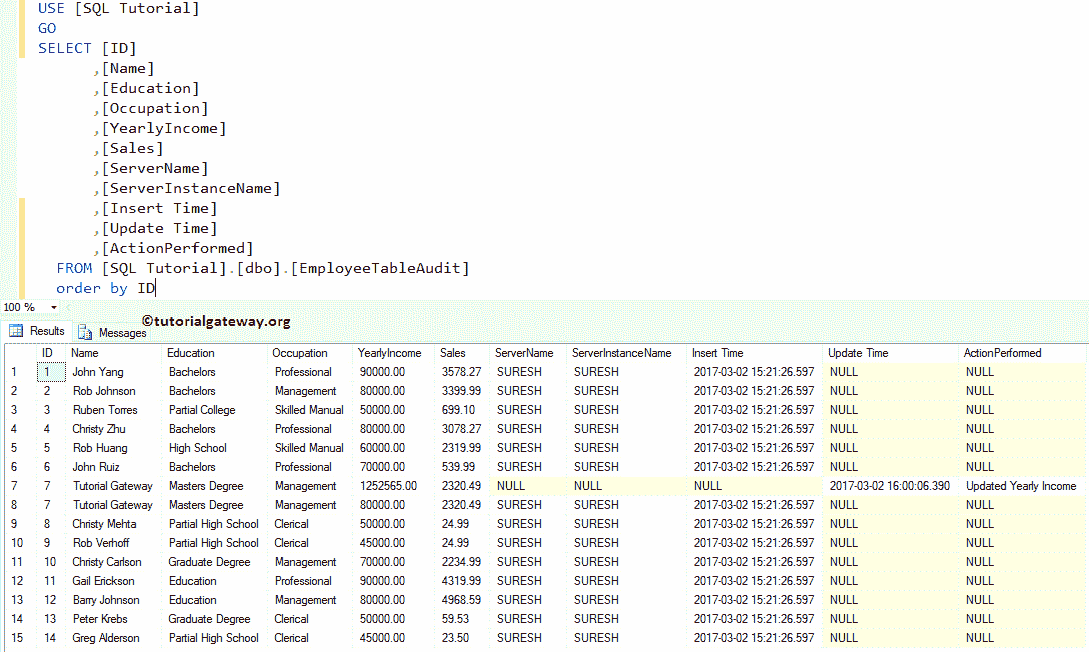 USE [SQL Tutorial]
GO
SELECT [ID]
,[Name]
,[Education]
,[Occupation]
,[YearlyIncome]
,[Sales]
,[ServerName]
,[ServerInstanceName]
,[Insert Time]
,[Update Time]
,[ActionPerformed]
FROM [SQL Tutorial].[dbo].[EmployeeTableAudit]
order by ID
100 %
©tutorialgateway.org
Results Messages
ID Name Education Occupation YearlyIncome Sales ServerName ServerInstanceName Insert Time Update Time ActionPerformed
1 1 John Yang Bachelors Professional 90000.00 3578.27 SURESH SURESH 2017-03-02 15:21:26.597 NULL NULL
2 2 Rob Johnson Bachelors Management 80000.00 3399.99 SURESH SURESH 2017-03-02 15:21:26.597 NULL NULL
3 3 Ruben Torres Partial College Skilled Manual 50000.00 699.10 SURESH SURESH 2017-03-02 15:21:26.597 NULL NULL
4 4 Christy Zhu Bachelors Professional 80000.00 3078.27 SURESH SURESH 2017-03-02 15:21:26.597 NULL NULL
5 5 Rob Huang High School Skilled Manual 60000.00 2319.99 SURESH SURESH 2017-03-02 15:21:26.597 NULL NULL
6 6 John Ruiz Bachelors Professional 70000.00 539.99 SURESH SURESH 2017-03-02 15:21:26.597 NULL NULL
7 7 Tutorial Gateway Masters Degree Management 1252565.00 2320.49 NULL NULL NULL 2017-03-02 16:00:06.390 Updated Yearly Income
8 7 Tutorial Gateway Masters Degree Management 80000.00 2320.49 SURESH SURESH 2017-03-02 15:21:26.597 NULL NULL
9 8 Christy Mehta Partial High School Clerical 50000.00 24.99 SURESH SURESH 2017-03-02 15:21:26.597 NULL NULL
10 9 Rob Verhoff Partial High School Clerical 45000.00 24.99 SURESH SURESH 2017-03-02 15:21:26.597 NULL NULL
11 10 Christy Carlson Graduate Degree Management 70000.00 2234.99 SURESH SURESH 2017-03-02 15:21:26.597 NULL NULL
12 11 Gail Erickson Education Professional 90000.00 4319.99 SURESH SURESH 2017-03-02 15:21:26.597 NULL NULL
13 12 Barry Johnson Education Management 80000.00 4968.59 SURESH SURESH 2017-03-02 15:21:26.597 NULL NULL
14 13 Peter Krebs Graduate Degree Clerical 50000.00 59.53 SURESH SURESH 2017-03-02 15:21:26.597 NULL NULL
15 14 Greg Alderson Partial High School Clerical 45000.00 23.50 SURESH SURESH 2017-03-02 15:21:26.597 NULL NULL